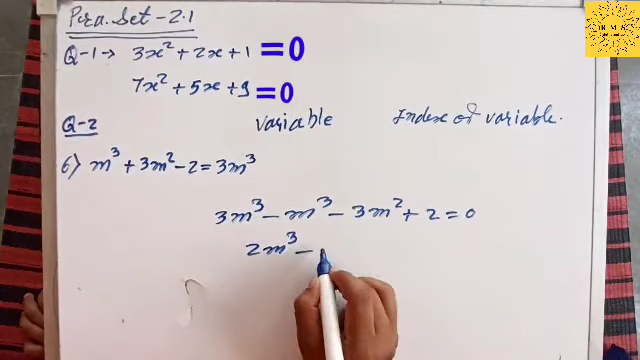 Pra. Set - 2.1
Q-1→ 3x² + 2x + 1 = 0
7x² + 5x + 9 = 0
Q-2 variable Index of variable.
6) m³ + 3m² - 2 = 3m³
3m³ - m³ - 3m² + 2 = 0
2m³ -